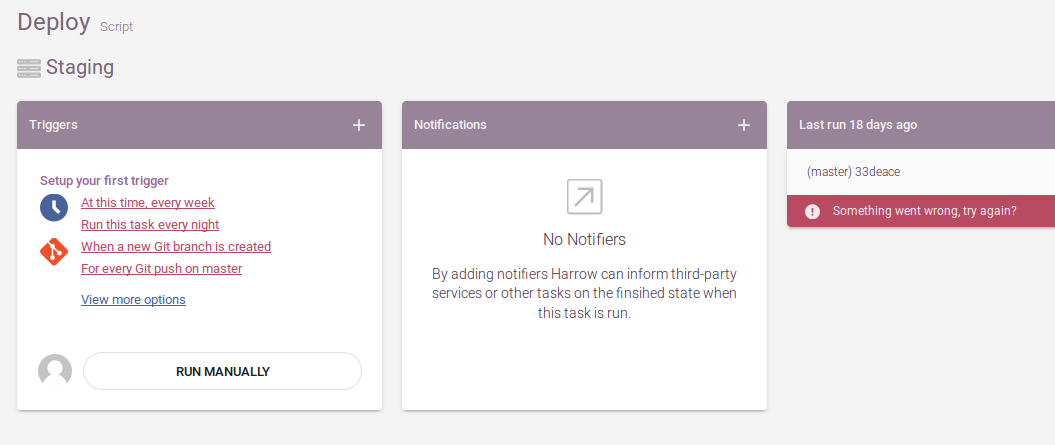 Deploy Script
Staging
Triggers +
Setup your first trigger
At this time, every week
Run this task every night
When a new Git branch is created
For every Git push on master
View more options
RUN MANUALLY
Notifications +
No Notifiers
By adding notifiers Harrow can inform third-party
services or other tasks on the finsihed state when
this task is run.
Last run 18 days ago
(master) 33deace
Something went wrong, try again?